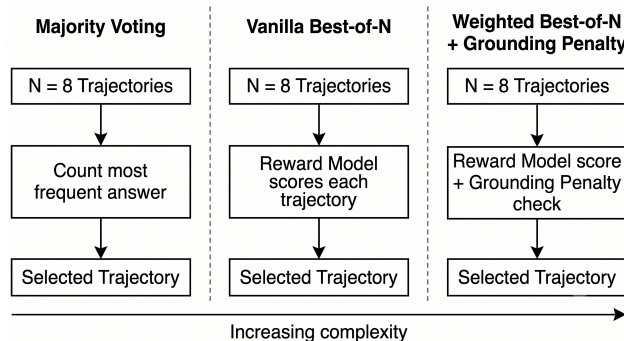 Majority Voting
N = 8 Trajectories
Count most
frequent answer
Selected Trajectory
Vanilla Best-of-N
N = 8 Trajectories
Reward Model
scores each
trajectory
Selected Trajectory
Weighted Best-of-N
+ Grounding Penalty
N = 8 Trajectories
Reward Model score
+ Grounding Penalty
check
Selected Trajectory
Increasing complexity